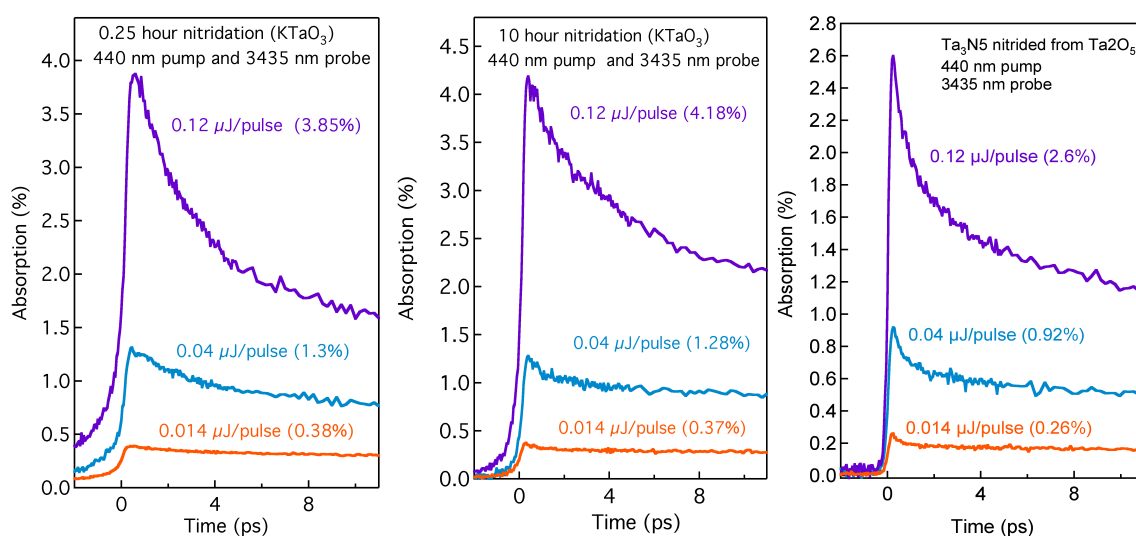 0.25 hour nitridation (KTaO3)
440 nm pump and 3435 nm probe
0.12 µJ/pulse (3.85%)
0.04 µJ/pulse (1.3%)
0.014 µJ/pulse (0.38%)
Absorption (%)
4.0
3.5
3.0
2.5
2.0
1.5
1.0
0.5
0.0
0
4
8
Time (ps)
10 hour nitridation (KTaO3)
440 nm pump and 3435 nm probe
0.12 µJ/pulse (4.18%)
0.04 µJ/pulse (1.28%)
0.014 µJ/pulse (0.37%)
Absorption (%)
4.5
4.0
3.5
3.0
2.5
2.0
1.5
1.0
0.5
0.0
0
4
8
Time (ps)
Ta3N5 nitrided from Ta2O5
440 nm pump
3435 nm probe
0.12 µJ/pulse (2.6%)
0.04 µJ/pulse (0.92%)
0.014 µJ/pulse (0.26%)
Absorption (%)
2.8
2.6
2.4
2.2
2.0
1.8
1.6
1.4
1.2
1.0
0.8
0.6
0.4
0.2
0.0
0
4
8
Time (ps)